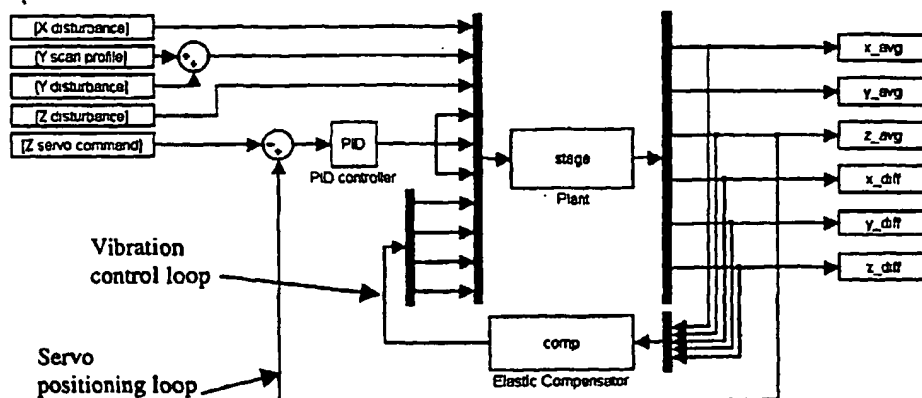 [X disturbance]
[Y scan profile]
[Y disturbance]
[Z disturbance]
[Z servo command]
PID
PID controller
stage
Plant
x_avg
y_avg
z_avg
x_diff
y_diff
z_diff
Vibration
control loop
comp
Elastic Compensator
Servo
positioning loop